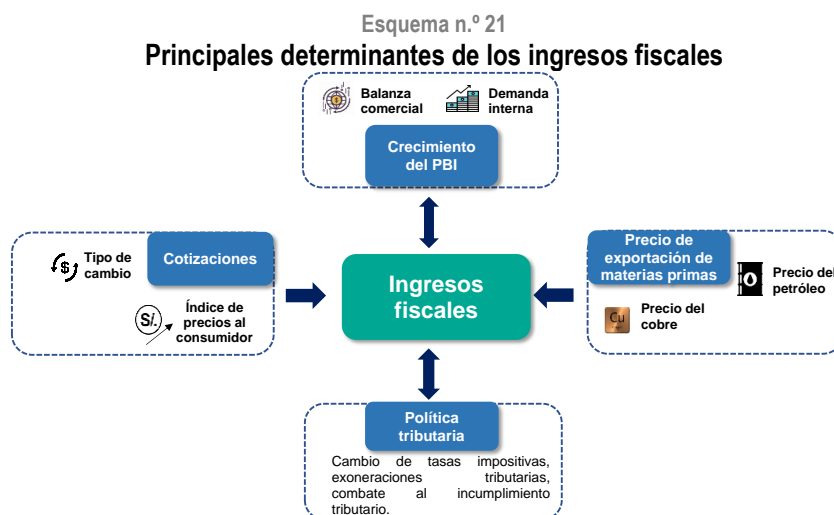 Esquema n.º 21
Principales determinantes de los ingresos fiscales
Balanza
comercial
Demanda
interna
Crecimiento
del PBI
Tipo de
cambio
Cotizaciones
S/.
Índice de
precios al
consumidor
Ingresos
fiscales
Precio de
exportación de
materias primas
Precio del
petróleo
Cu
Precio del
cobre
Política
tributaria
Cambio de tasas impositivas,
exoneraciones tributarias,
combate al incumplimiento
tributario.